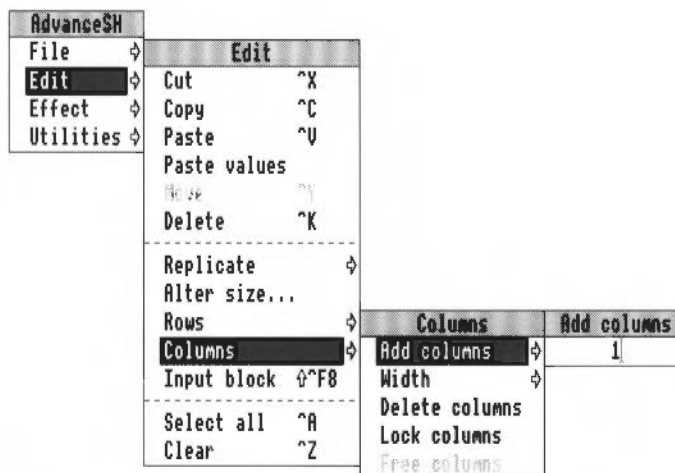 AdvanceSH
File
Edit
Effect
Utilities
Edit
Cut ^X
Copy ^C
Paste ^V
Paste values
Move ^Y
Delete ^K
Replicate
Alter size...
Rows
Columns
Input block ⇧^F8
Select all ^A
Clear ^Z
Columns
Add columns
Width
Delete columns
Lock columns
Free columns
Add columns
1